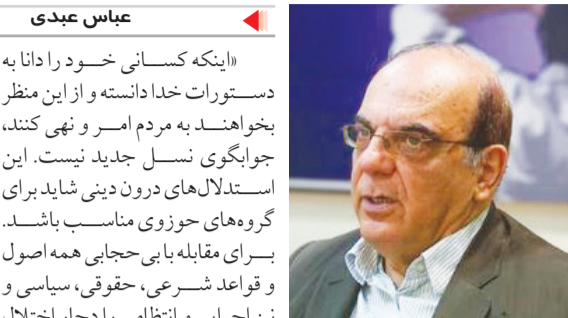 عباس عبدی
«اینکه کسانی خود را دانا به
دستورات خدا دانسته و از این منظر
بخواهند به مردم امر و نهی کنند،
جوابگوی نسل جدید نیست. این
استدلال‌های درون دینی شاید برای
گروه‌های حوزوی مناسب باشد.
برای مقابله با بی‌حجابی همه اصول
و قواعد شرعی، حقوقی، سیاسی و